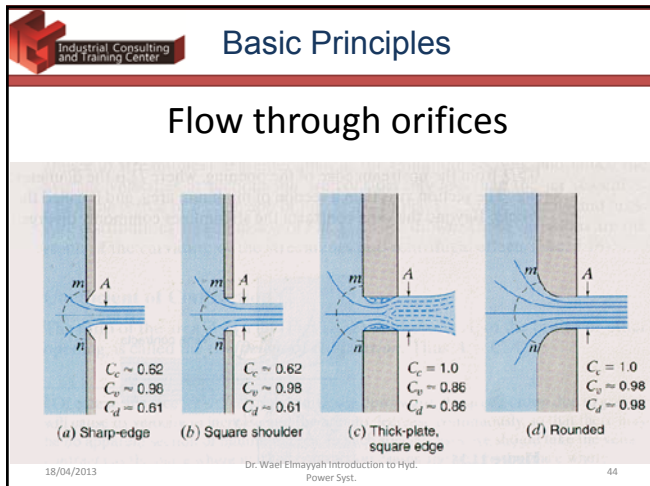 Industrial Consulting
and Training Center
Basic Principles
Flow through orifices
m
A
n
C_c ≈ 0.62
C_v ≈ 0.98
C_d ≈ 0.61
(a) Sharp-edge
m
A
n
C_c ≈ 0.62
C_v ≈ 0.98
C_d ≈ 0.61
(b) Square shoulder
m
A
n
C_c = 1.0
C_v ≈ 0.86
C_d ≈ 0.86
(c) Thick-plate,
square edge
m
A
n
C_c = 1.0
C_v ≈ 0.98
C_d ≈ 0.98
(d) Rounded
18/04/2013
Dr. Wael Elmayyah Introduction to Hyd.
Power Syst.
44